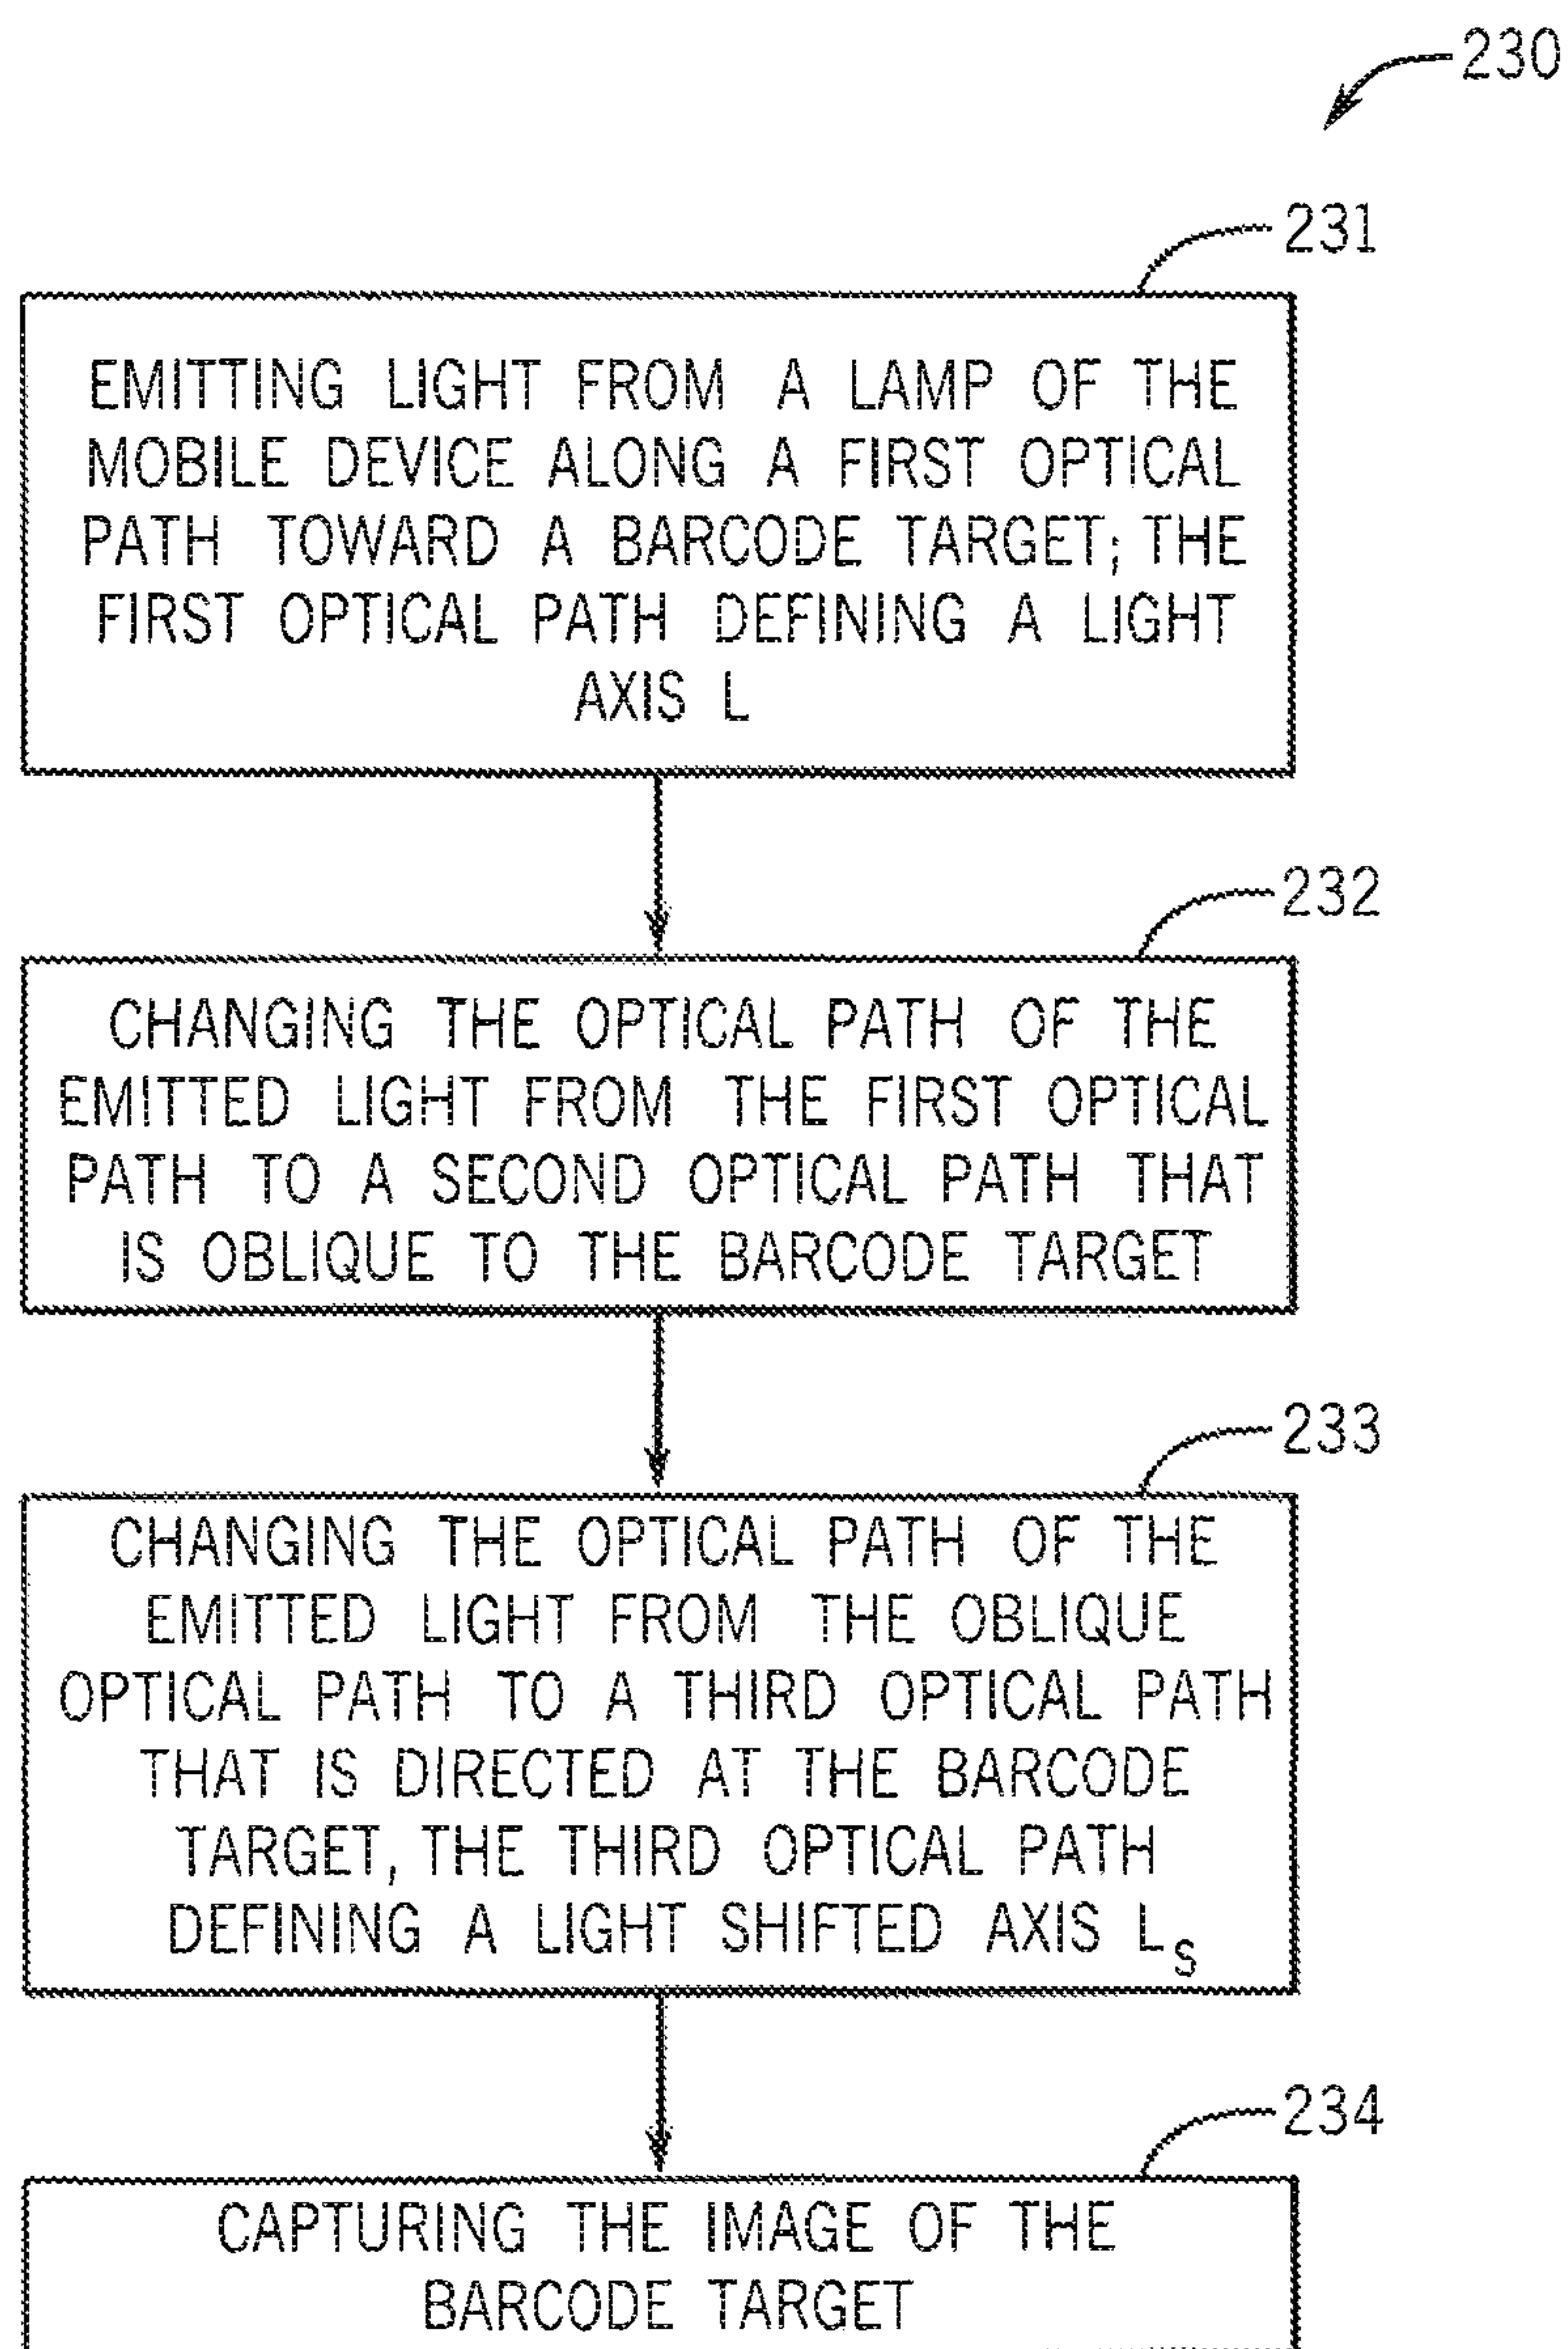 230
231
EMITTING LIGHT FROM A LAMP OF THE
MOBILE DEVICE ALONG A FIRST OPTICAL
PATH TOWARD A BARCODE TARGET; THE
FIRST OPTICAL PATH DEFINING A LIGHT
AXIS L
232
CHANGING THE OPTICAL PATH OF THE
EMITTED LIGHT FROM THE FIRST OPTICAL
PATH TO A SECOND OPTICAL PATH THAT
IS OBLIQUE TO THE BARCODE TARGET
233
CHANGING THE OPTICAL PATH OF THE
EMITTED LIGHT FROM THE OBLIQUE
OPTICAL PATH TO A THIRD OPTICAL PATH
THAT IS DIRECTED AT THE BARCODE
TARGET, THE THIRD OPTICAL PATH
DEFINING A LIGHT SHIFTED AXIS LS
234
CAPTURING THE IMAGE OF THE
BARCODE TARGET